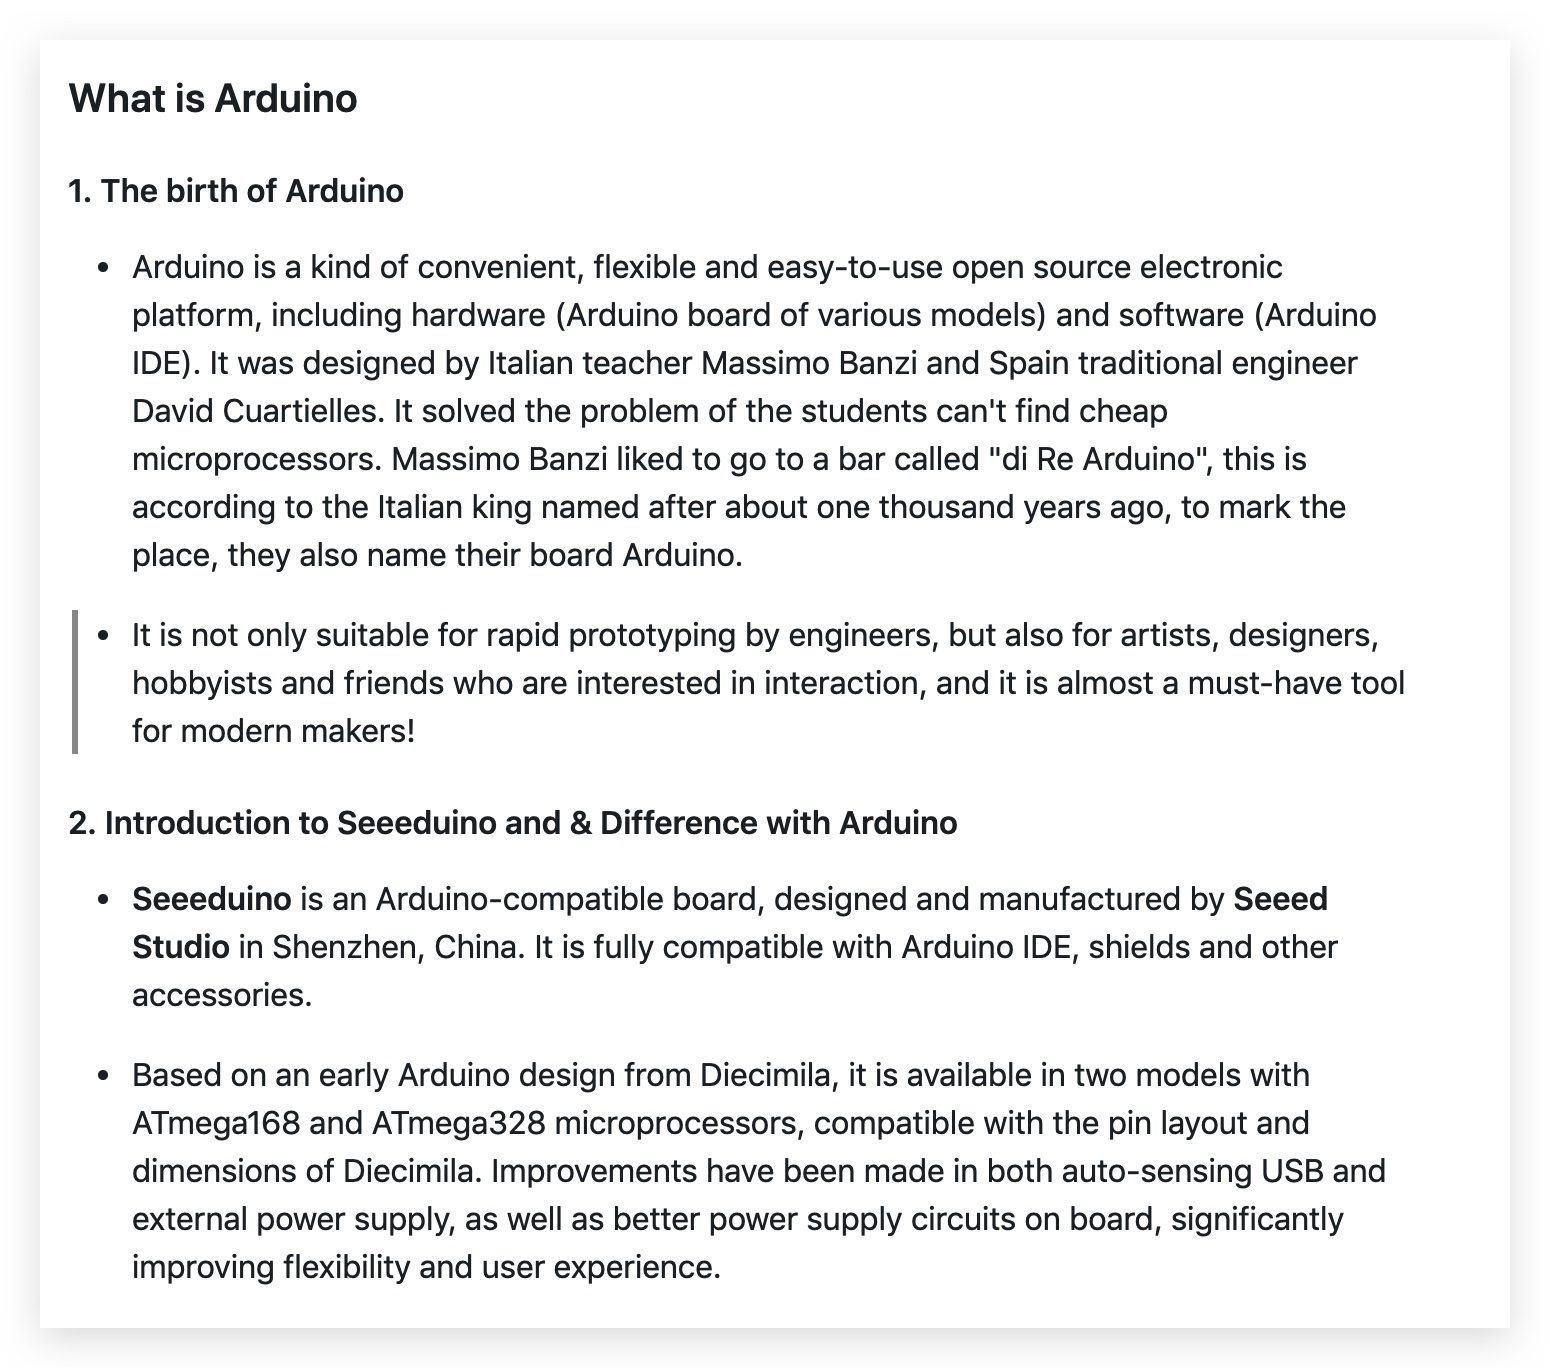 What is Arduino
1. The birth of Arduino
• Arduino is a kind of convenient, flexible and easy-to-use open source electronic
platform, including hardware (Arduino board of various models) and software (Arduino
IDE). It was designed by Italian teacher Massimo Banzi and Spain traditional engineer
David Cuartielles. It solved the problem of the students can't find cheap
microprocessors. Massimo Banzi liked to go to a bar called "di Re Arduino", this is
according to the Italian king named after about one thousand years ago, to mark the
place, they also name their board Arduino.
• It is not only suitable for rapid prototyping by engineers, but also for artists, designers,
hobbyists and friends who are interested in interaction, and it is almost a must-have tool
for modern makers!
2. Introduction to Seeeduino and & Difference with Arduino
• Seeeduino is an Arduino-compatible board, designed and manufactured by Seeed
Studio in Shenzhen, China. It is fully compatible with Arduino IDE, shields and other
accessories.
• Based on an early Arduino design from Diecimila, it is available in two models with
ATmega168 and ATmega328 microprocessors, compatible with the pin layout and
dimensions of Diecimila. Improvements have been made in both auto-sensing USB and
external power supply, as well as better power supply circuits on board, significantly
improving flexibility and user experience.